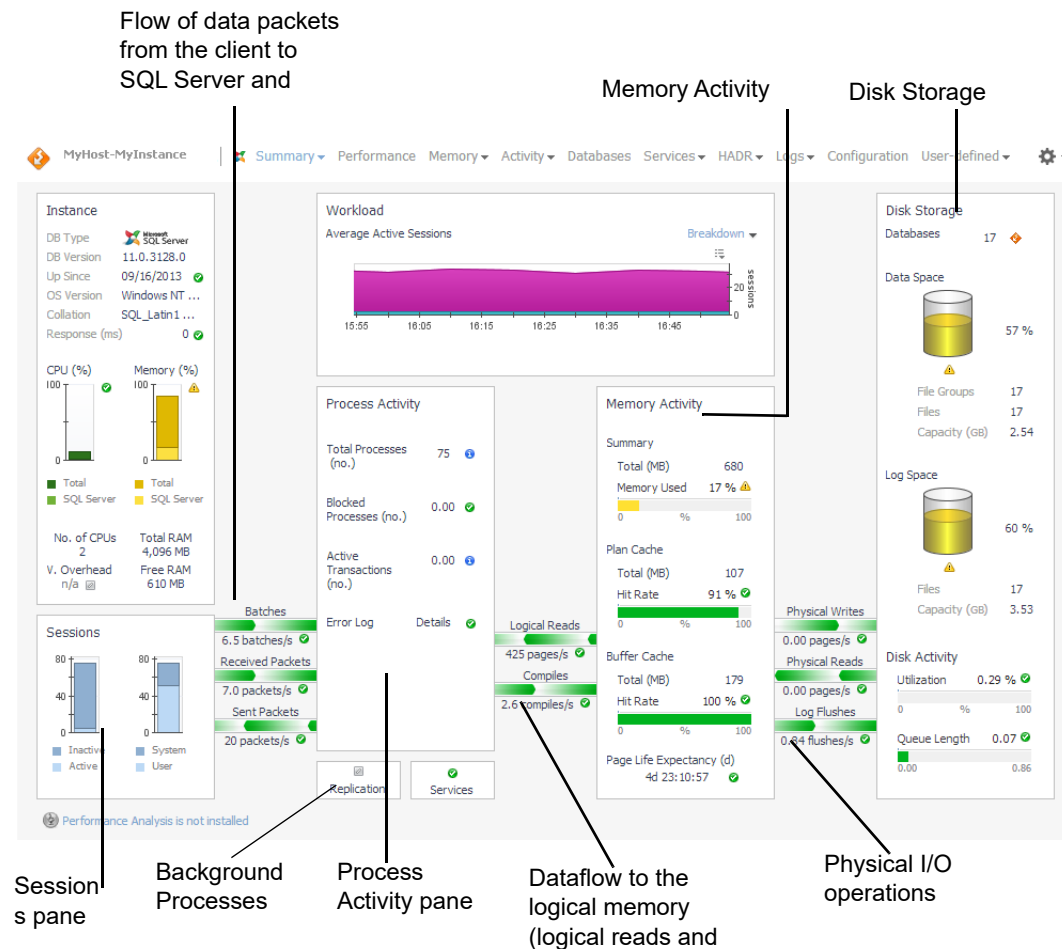 Flow of data packets
from the client to
SQL Server and
Memory Activity
Disk Storage
MyHost-MyInstance
Summary Performance Memory Activity Databases Services HADR Logs Configuration User-defined
Instance
DB Type Microsoft SQL Server
DB Version 11.0.3128.0
Up Since 09/16/2013
OS Version Windows NT ...
Collation SQL_Latin1 ...
Response (ms) 0
CPU (%) Memory (%)
100 100
0 0
Total Total
SQL Server SQL Server
No. of CPUs Total RAM
2 4,096 MB
V. Overhead Free RAM
n/a 610 MB
Sessions
80 80
40 40
0 0
Inactive System
Active User
Performance Analysis is not installed
Batches
6.5 batches/s
Received Packets
7.0 packets/s
Sent Packets
20 packets/s
Workload
Average Active Sessions Breakdown
20
0
sessions
15:55 16:05 16:15 16:25 16:35 16:45
Process Activity
Total Processes
(no.) 75
Blocked
Processes (no.) 0.00
Active
Transactions
(no.) 0.00
Error Log Details
Replication
Services
Logical Reads
425 pages/s
Compiles
2.6 compiles/s
Memory Activity
Summary
Total (MB) 680
Memory Used 17 %
0 % 100
Plan Cache
Total (MB) 107
Hit Rate 91 %
0 % 100
Buffer Cache
Total (MB) 179
Hit Rate 100 %
0 % 100
Page Life Expectancy (d)
4d 23:10:57
Physical Writes
0.00 pages/s
Physical Reads
0.00 pages/s
Log Flushes
0.84 flushes/s
Disk Storage
Databases 17
Data Space
57 %
File Groups 17
Files 17
Capacity (GB) 2.54
Log Space
60 %
Files 17
Capacity (GB) 3.53
Disk Activity
Utilization 0.29 %
0 % 100
Queue Length 0.07
0.00 0.86
Session
s pane
Background
Processes
Process
Activity pane
Dataflow to the
logical memory
(logical reads and
Physical I/O
operations